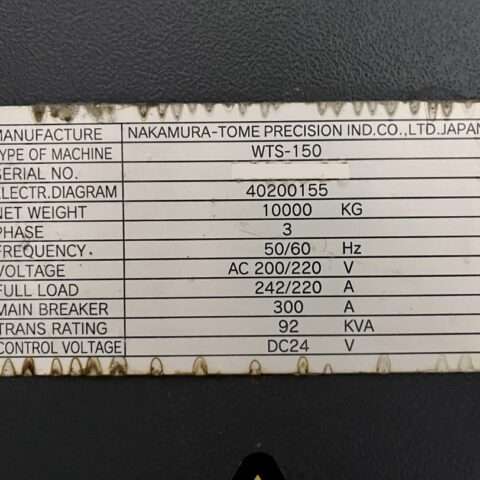 MANUFACTURE NAKAMURA-TOME PRECISION IND.CO.,LTD.JAPAN
TYPE OF MACHINE WTS-150
SERIAL NO.
ELECTR.DIAGRAM 40200155
NET WEIGHT 10000 KG
PHASE 3
FREQUENCY. 50/60 Hz
VOLTAGE AC 200/220 V
FULL LOAD 242/220 A
MAIN BREAKER 300 A
TRANS RATING 92 KVA
CONTROL VOLTAGE DC24 V